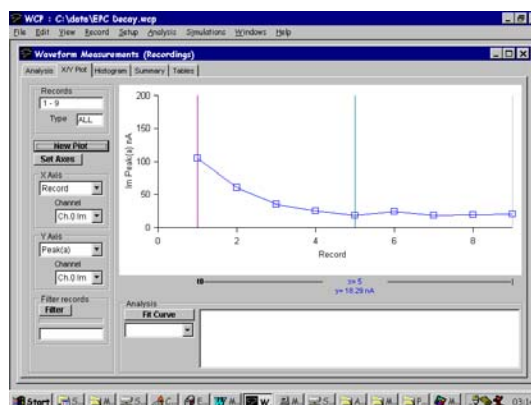 WCP : C:\data\EPC Decay.wcp
File Edit View Record Setup Analysis Simulations Windows Help
Waveform Measurements (Recordings)
Analysis X/Y Plot Histogram Summary Tables
Records
1 - 9
Type ALL
New Plot
Set Axes
X Axis
Record
Channel
Ch.0 Im
Y Axis
Peak(a)
Channel
Ch.0 Im
Filter records
Filter
200
150
100
50
0
Im Peak(a) nA
0 2 4 6 8
Record
t0
x= 5
y= 18.29 nA
Analysis
Fit Curve
Start